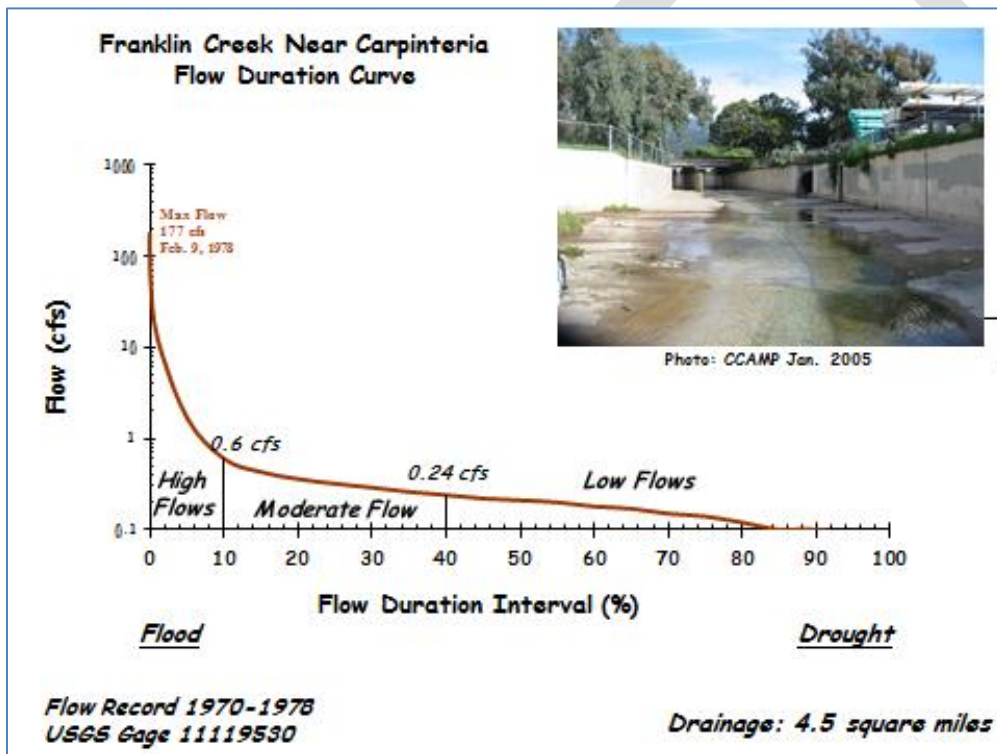 Franklin Creek Near Carpinteria
Flow Duration Curve
1000
Max Flow
177 cfs
Feb. 9, 1978
100
10
1
0.1
Flow (cfs)
0.6 cfs
0.24 cfs
High
Flows
Moderate Flow
Low Flows
0 10 20 30 40 50 60 70 80 90 100
Flow Duration Interval (%)
Flood
Drought
Photo: CCAMP Jan. 2005
Flow Record 1970-1978
USGS Gage 11119530
Drainage: 4.5 square miles